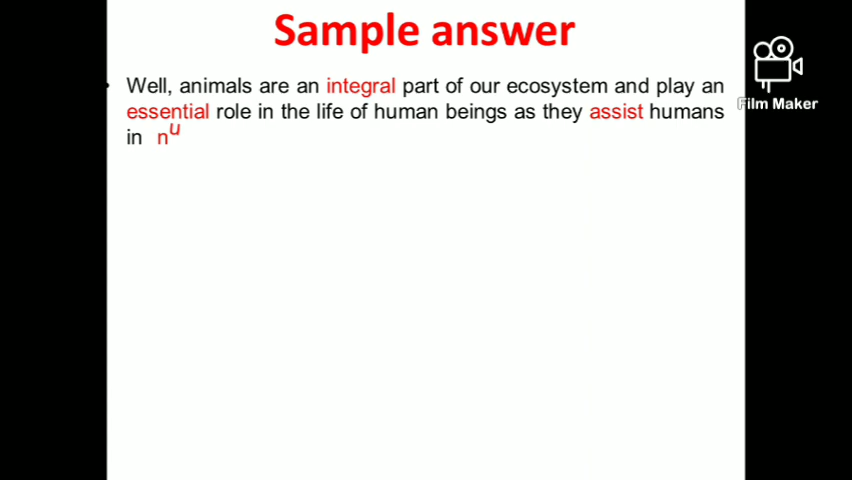 Sample answer
Film Maker
• Well, animals are an integral part of our ecosystem and play an
essential role in the life of human beings as they assist humans
in nu